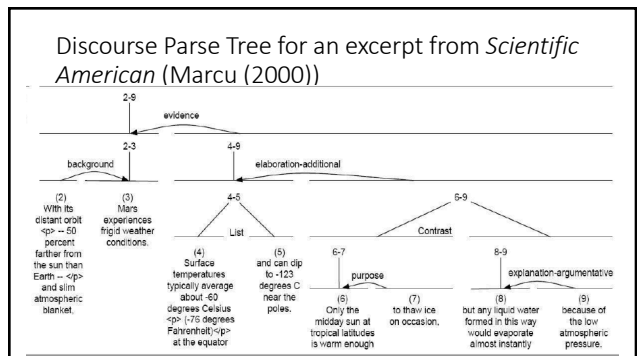 Discourse Parse Tree for an excerpt from Scientific
American (Marcu (2000))
2-9
evidence
2-3
4-9
background
elaboration-additional
4-5
6-9
(2)
With its
distant orbit
<p> -- 50
percent
farther from
the sun than
Earth -- </p>
and slim
atmospheric
blanket,
(3)
Mars
experiences
frigid weather
conditions.
List
Contrast
(4)
Surface
temperatures
typically average
about -60
degrees Celsius
<p> (-76 degrees
Fahrenheit)</p>
at the equator
(5)
and can dip
to -123
degrees C
near the
poles.
6-7
purpose
8-9
explanation-argumentative
(6)
Only the
midday sun at
tropical latitudes
is warm enough
(7)
to thaw ice
on occasion,
(8)
but any liquid water
formed in this way
would evaporate
almost instantly
(9)
because of
the low
atmospheric
pressure.